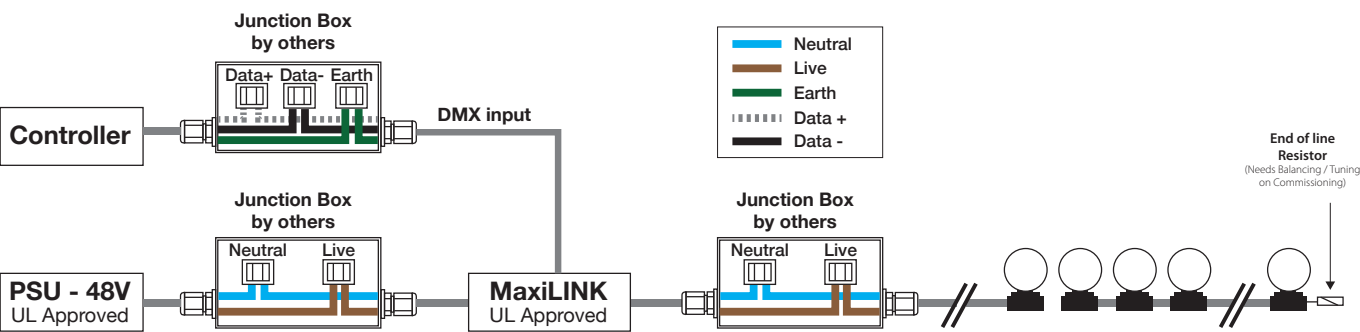 Junction Box
by others
Data+ Data- Earth
Controller
DMX input
Neutral
Live
Earth
Data +
Data -
End of line
Resistor
(Needs Balancing / Tuning
on Commissioning)
Junction Box
by others
Neutral Live
PSU - 48V
UL Approved
MaxiLINK
UL Approved
Junction Box
by others
Neutral Live